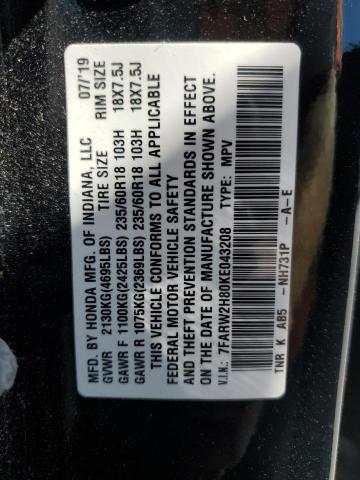 MFD. BY HONDA MFG. OF INDIANA, LLC 07/'19
GVWR 2130KG(4695LBS) TIRE SIZE RIM SIZE
GAWR F 1100KG(2425LBS) 235/60R18 103H 18X7.5J
GAWR R 1075KG(2369LBS) 235/60R18 103H 18X7.5J
THIS VEHICLE CONFORMS TO ALL APPLICABLE
FEDERAL MOTOR VEHICLE SAFETY
AND THEFT PREVENTION STANDARDS IN EFFECT
ON THE DATE OF MANUFACTURE SHOWN ABOVE.
V.I.N.: 7FARW2H80KE043208 TYPE: MPV
TNR K AB5 -NH731P -A-E